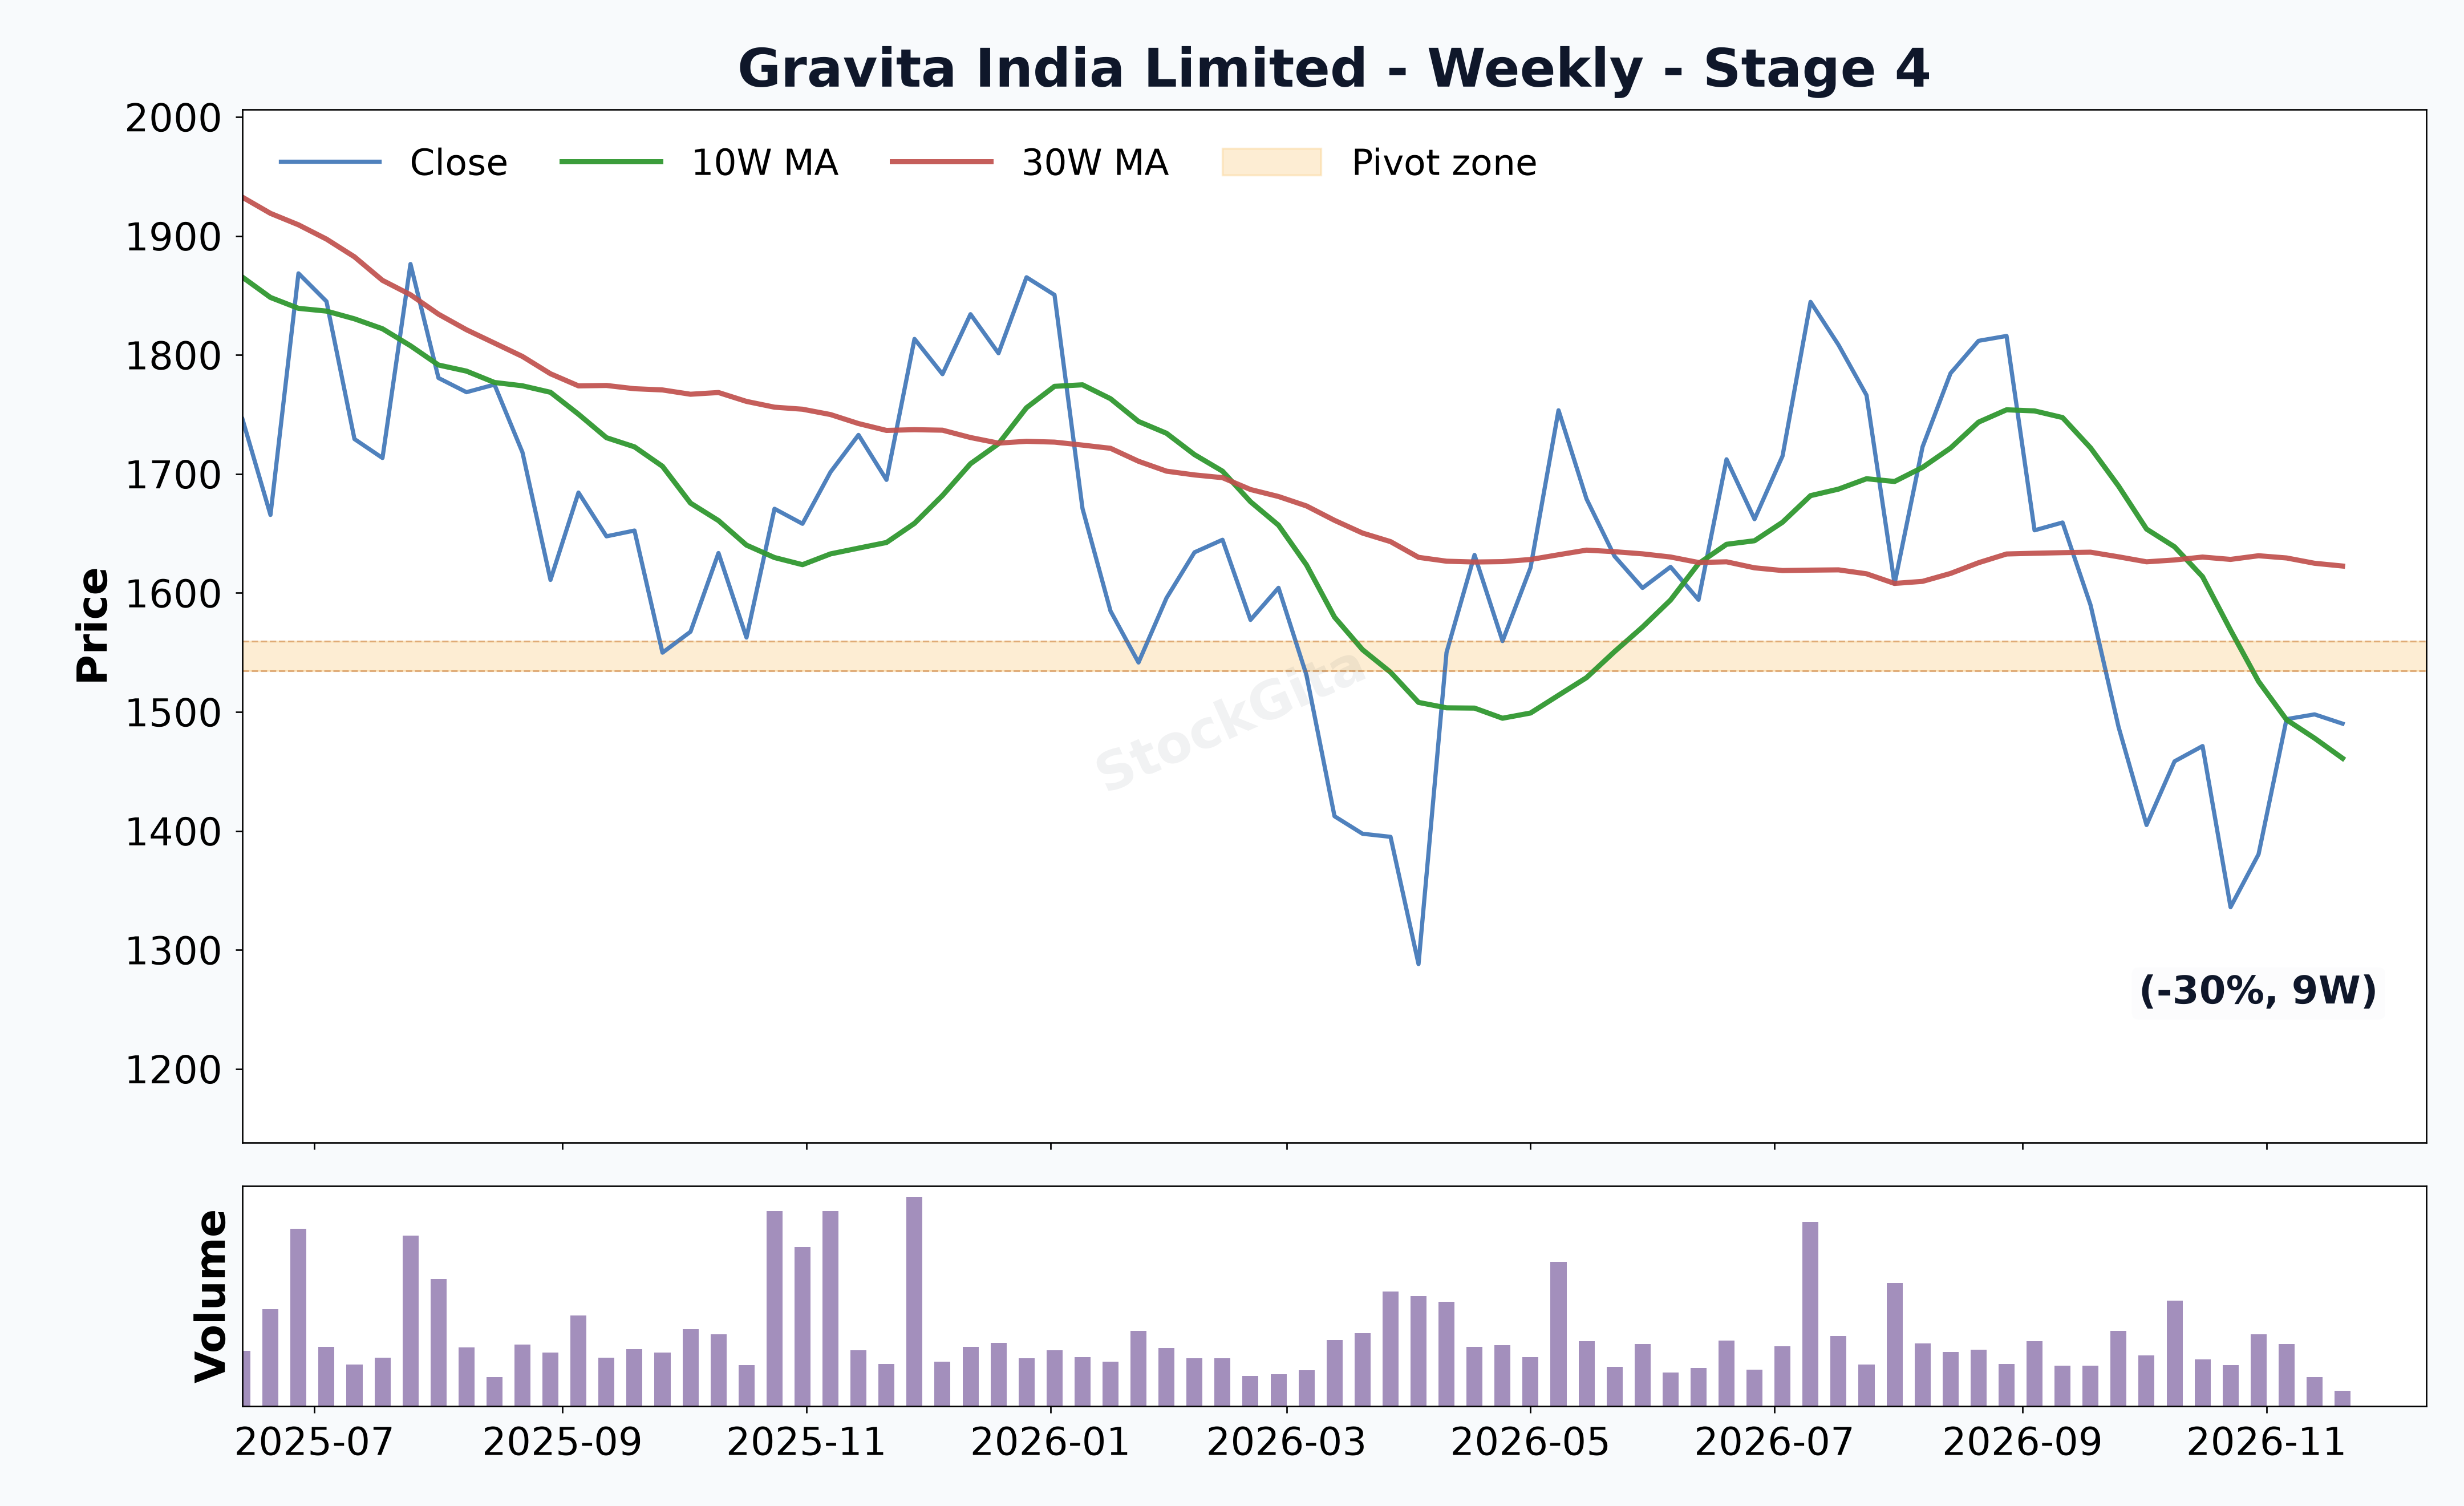 Gravita India Limited - Weekly - Stage 4
Close 10W MA 30W MA Pivot zone
Price
2000
1900
1800
1700
1600
1500
1400
1300
1200
StockGita
(-30%, 9W)
Volume
2025-07 2025-09 2025-11 2026-01 2026-03 2026-05 2026-07 2026-09 2026-11